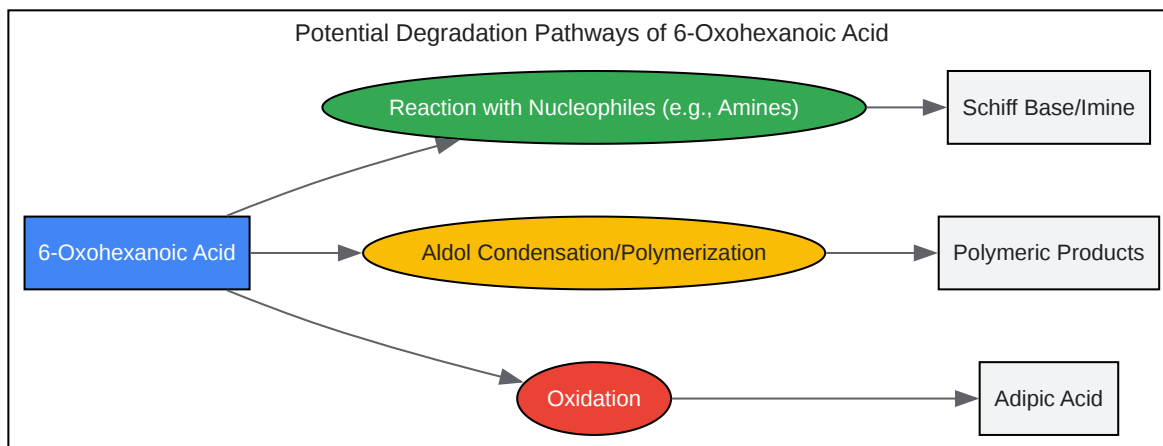 Potential Degradation Pathways of 6-Oxohexanoic Acid
Reaction with Nucleophiles (e.g., Amines)
Schiff Base/Imine
6-Oxohexanoic Acid
Aldol Condensation/Polymerization
Polymeric Products
Oxidation
Adipic Acid